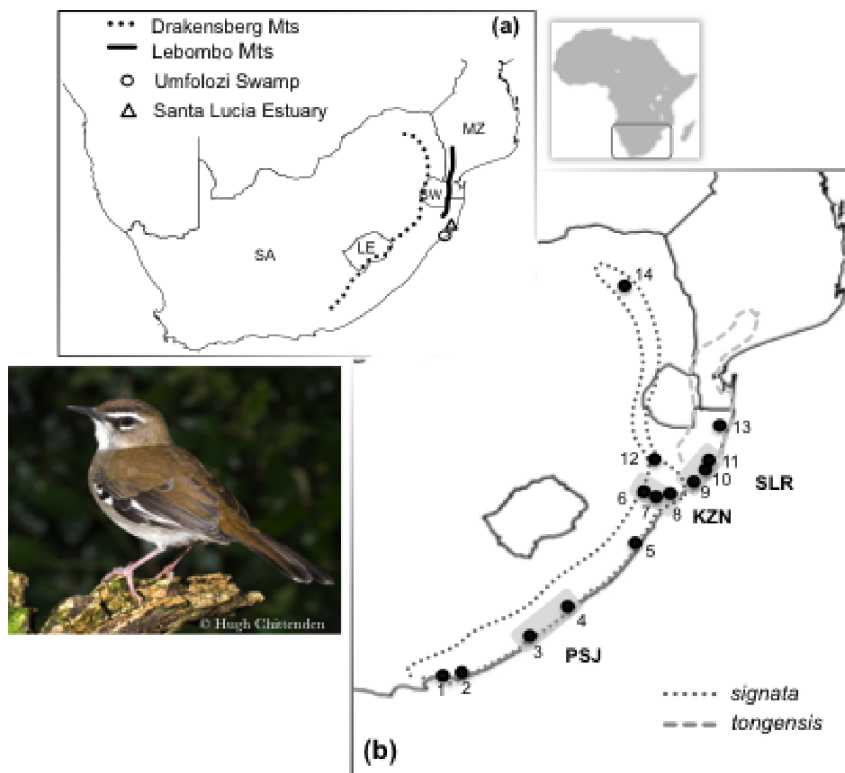 (a)
Drakensberg Mts
Lebombo Mts
Umfolozi Swamp
Santa Lucia Estuary
MZ
SW
SA
LE
14
13
12
11
10
9
SLR
6
7
8
KZN
5
4
3
PSJ
1
2
signata
tongensis
(b)
© Hugh Chittenden